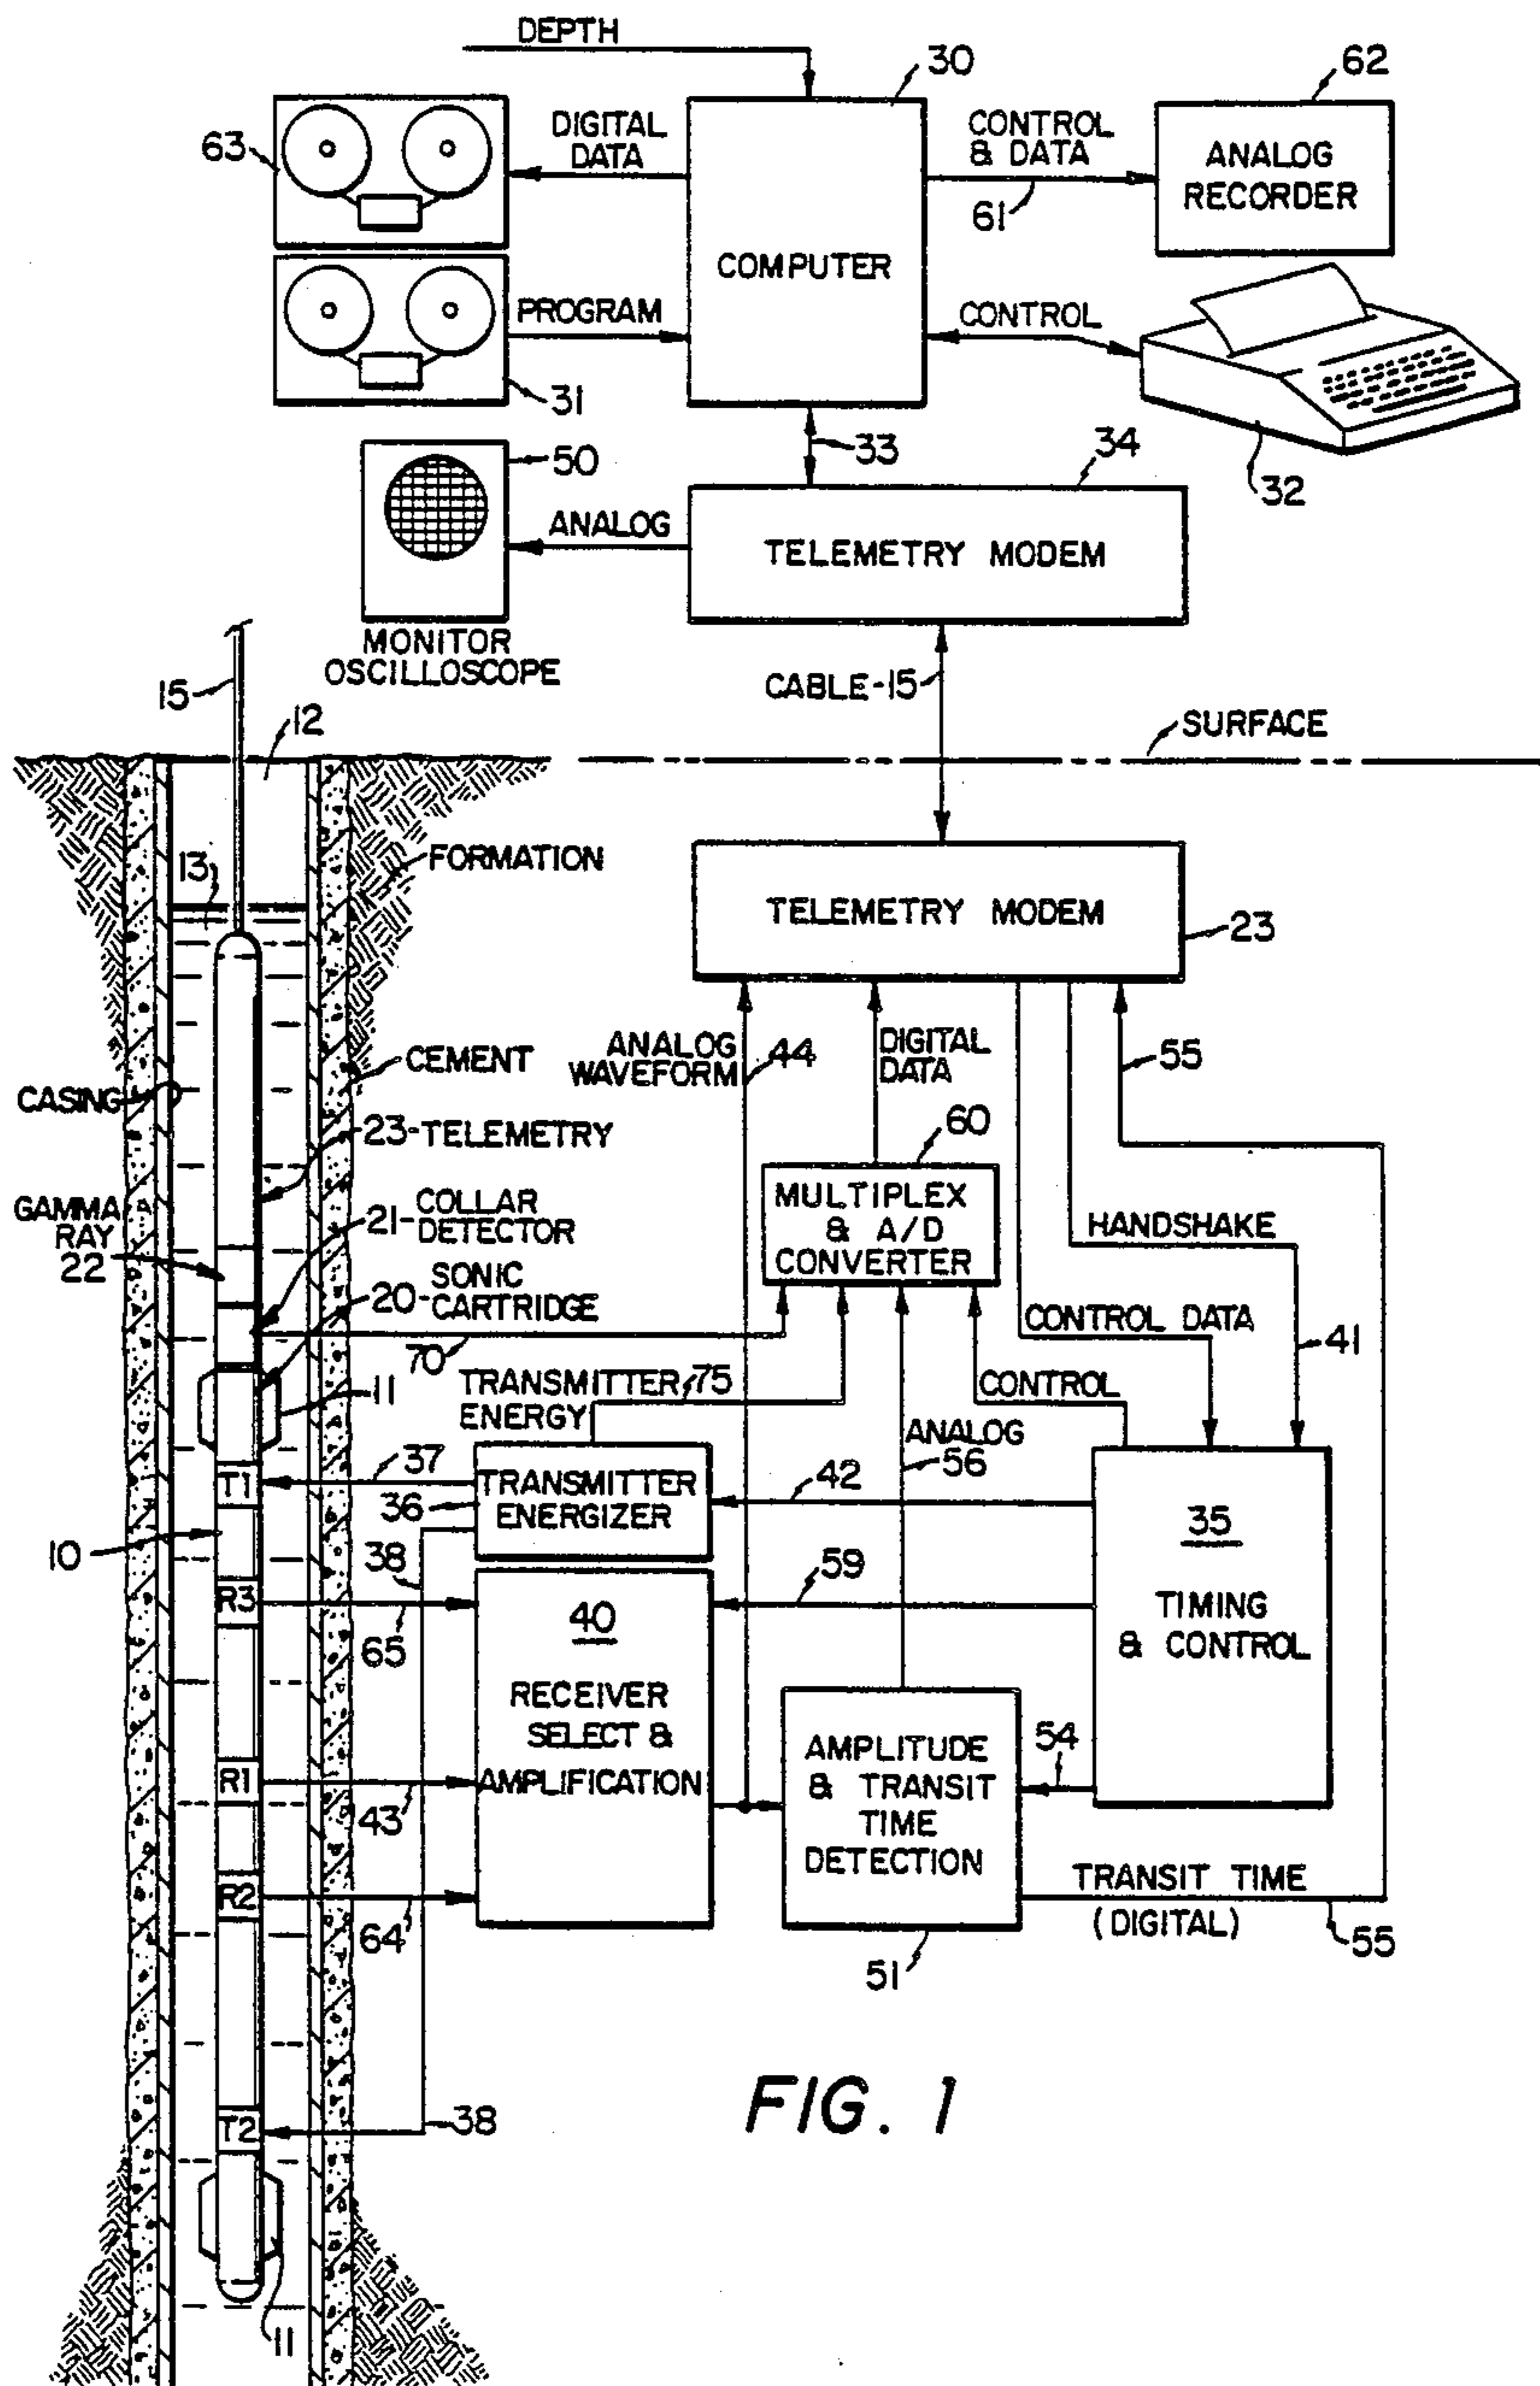 DEPTH
30
62
63
DIGITAL
DATA
CONTROL
& DATA
61
ANALOG
RECORDER
COMPUTER
PROGRAM
CONTROL
31
32
33
34
50
ANALOG
TELEMETRY MODEM
MONITOR
OSCILLOSCOPE
CABLE-15
15
12
SURFACE
13
FORMATION
TELEMETRY MODEM
23
CASING
CEMENT
ANALOG
WAVEFORM
44
DIGITAL
DATA
55
23-TELEMETRY
60
GAMMA
RAY
22
21-COLLAR
DETECTOR
MULTIPLEX
& A/D
CONVERTER
HANDSHAKE
20-SONIC
CARTRIDGE
CONTROL DATA
41
70
11
TRANSMITTER
ENERGY
75
CONTROL
ANALOG
56
T1
37
36
TRANSMITTER
ENERGIZER
42
35
TIMING
& CONTROL
10
38
R3
65
59
40
RECEIVER
SELECT &
AMPLIFICATION
R1
43
AMPLITUDE
& TRANSIT
TIME
DETECTION
54
R2
64
TRANSIT TIME
(DIGITAL)
55
51
T2
38
FIG. 1
11